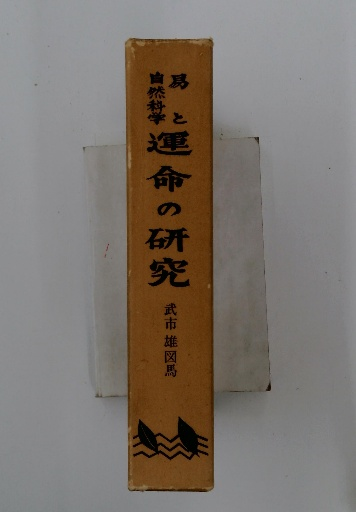 易と
自然科学
運命の研究
武市雄図馬